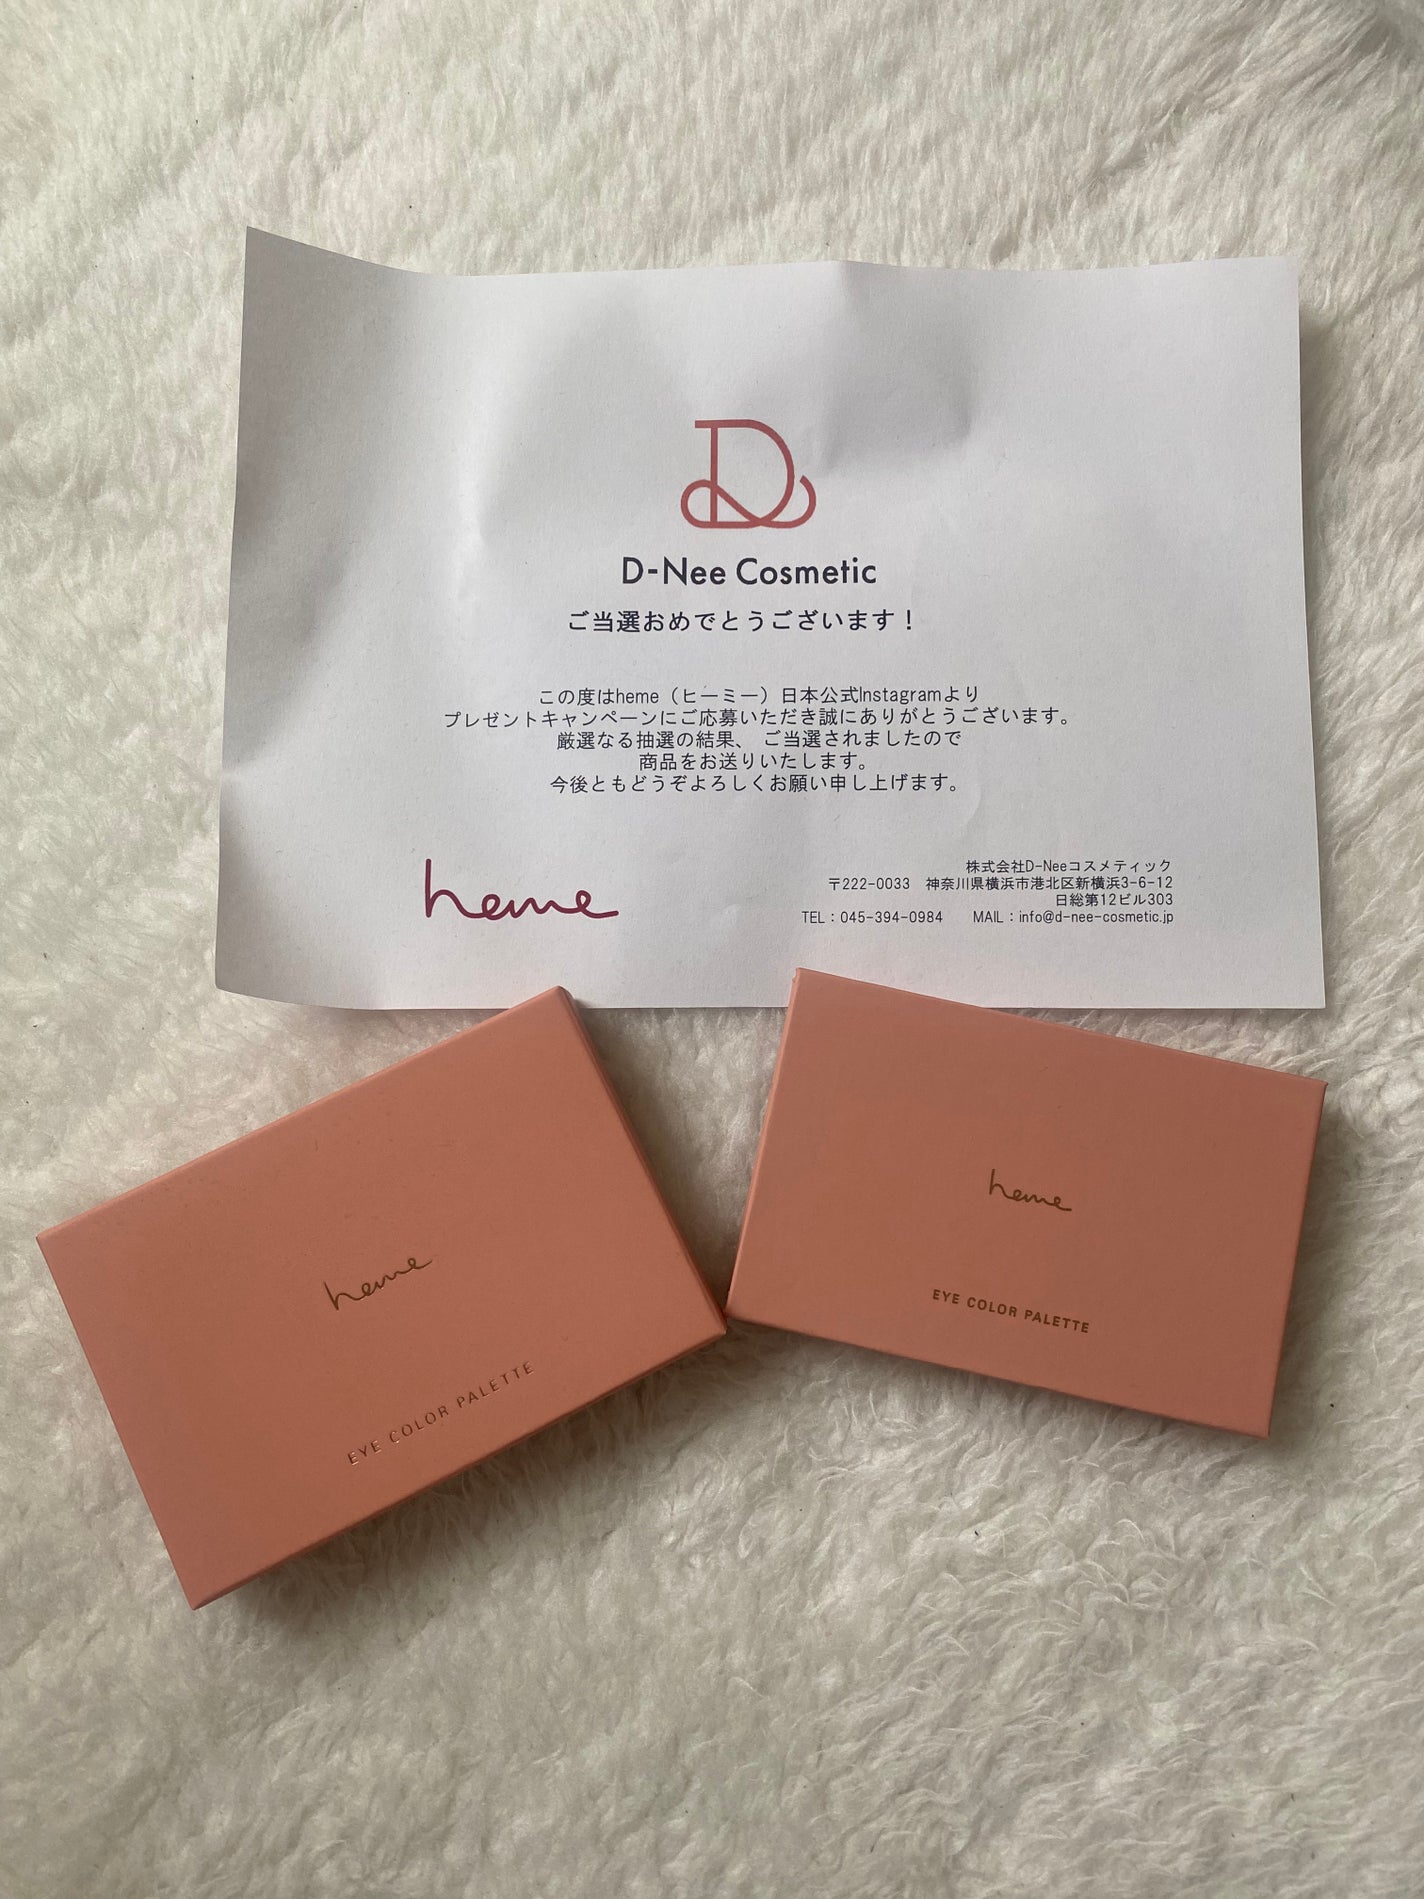 D-Nee Cosmetic
ご当選おめでとうございます！
この度はheme（ヒーミー）日本公式Instagramより
プレゼントキャンペーンにご応募いただき誠にありがとうございます。
厳選なる抽選の結果、 ご当選されましたので
商品をお送りいたします。
今後ともどうぞよろしくお願い申し上げます。
heme
株式会社D-Neeコスメティック
〒222-0033 神奈川県横浜市港北区新横浜3-6-12
日総第12ビル303
TEL：045-394-0984 MAIL：info@d-nee-cosmetic.jp
heme
EYE COLOR PALETTE
heme
EYE COLOR PALETTE